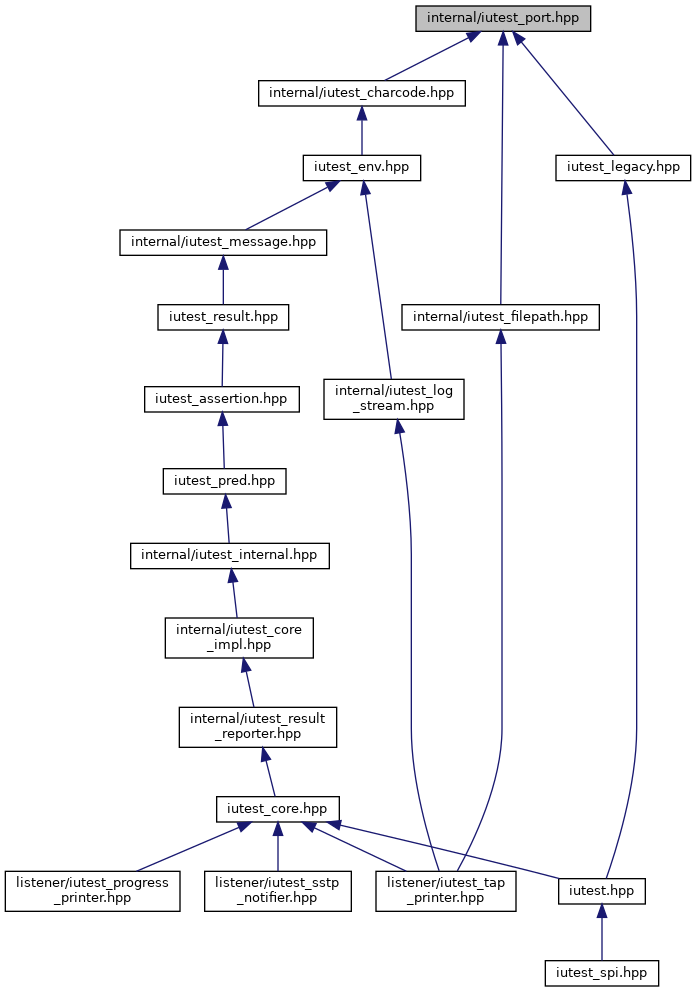 internal/iutest_port.hpp
internal/iutest_charcode.hpp
iutest_env.hpp
iutest_legacy.hpp
internal/iutest_message.hpp
iutest_result.hpp
internal/iutest_filepath.hpp
iutest_assertion.hpp
internal/iutest_log
_stream.hpp
iutest_pred.hpp
internal/iutest_internal.hpp
internal/iutest_core
_impl.hpp
internal/iutest_result
_reporter.hpp
iutest_core.hpp
listener/iutest_progress
_printer.hpp
listener/iutest_sstp
_notifier.hpp
listener/iutest_tap
_printer.hpp
iutest.hpp
iutest_spi.hpp